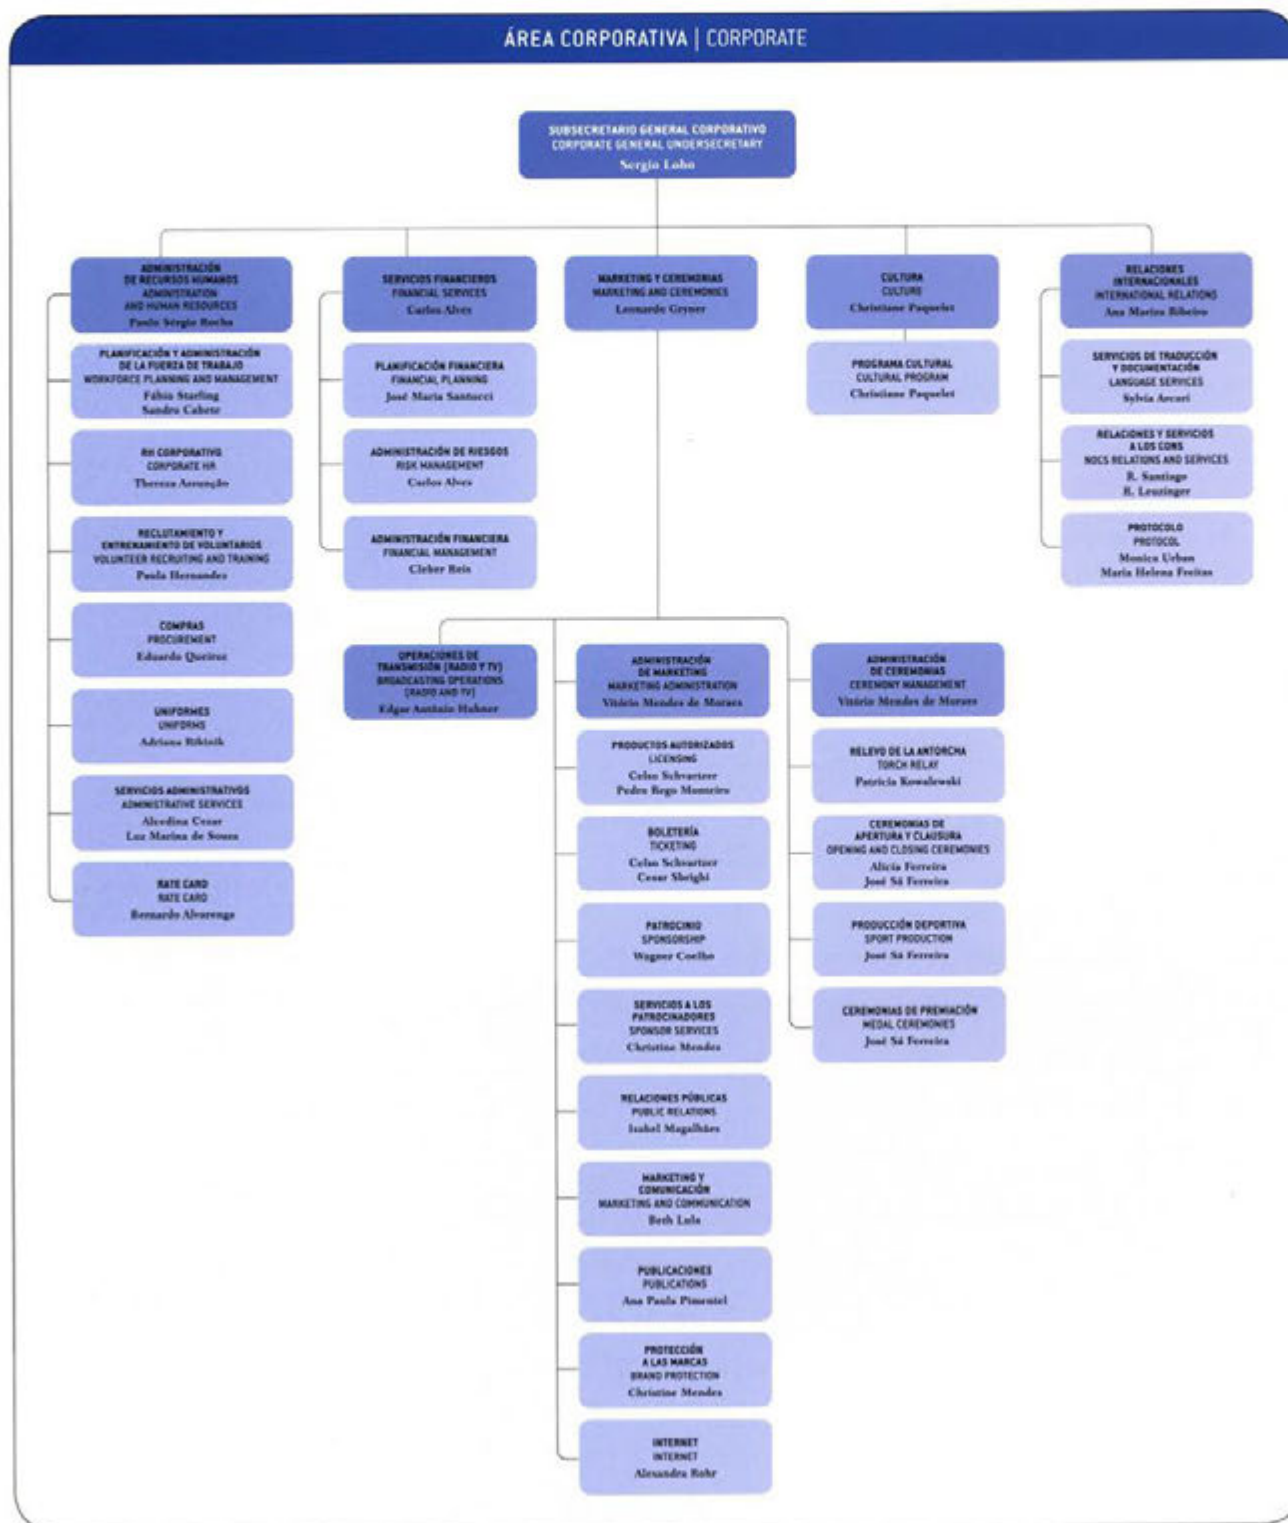 ÁREA CORPORATIVA | CORPORATE
SUBSECRETARIO GENERAL CORPORATIVO
CORPORATE GENERAL UNDERSECRETARY
Sergio Lobo
ADMINISTRACIÓN
DE RECURSOS HUMANOS
ADMINISTRATION
AND HUMAN RESOURCES
Paulo Sérgio Rocha
PLANIFICACIÓN Y ADMINISTRACIÓN
DE LA FUERZA DE TRABAJO
WORKFORCE PLANNING AND MANAGEMENT
Fábio Starling
Sandro Cabete
RH CORPORATIVO
CORPORATE HR
Thereza
RECLUTAMIENTO Y
ENTRENAMIENTO DE VOLUNTARIOS
VOLUNTEER RECRUITING AND TRAINING
Paula Hernandez
COMPRAS
PROCUREMENT
Eduardo Queiroz
UNIFORMES
UNIFORMS
Adriana
SERVICIOS ADMINISTRATIVOS
ADMINISTRATIVE SERVICES
Alcedina Cezar
Luz Marina de Souza
RATE CARD
RATE CARD
Bernardo Alvarenga
SERVICIOS FINANCIEROS
FINANCIAL SERVICES
Carlos Alves
PLANIFICACIÓN FINANCIERA
FINANCIAL PLANNING
José Maria Santucci
ADMINISTRACIÓN DE RIESGOS
RISK MANAGEMENT
Carlos Alves
ADMINISTRACIÓN FINANCIERA
FINANCIAL MANAGEMENT
Cleber Reis
MARKETING Y CEREMONIAS
MARKETING AND CEREMONIES
Leonardo Gryner
OPERACIONES DE
TRANSMISIÓN (RADIO Y TV)
BROADCASTING OPERATIONS
(RADIO AND TV)
Edgar Antônio
ADMINISTRACIÓN
DE MARKETING
MARKETING ADMINISTRATION
Vitório Mendes de Moraes
PRODUCTOS AUTORIZADOS
LICENSING
Celso Schvartzer
Pedro Rego Monteiro
BOLETERÍA
TICKETING
Celso Schvartzer
Cesar Sbrighi
PATROCINIO
SPONSORSHIP
Wagner Coelho
SERVICIOS A LOS
PATROCINADORES
SPONSOR SERVICES
Christine Mendes
RELACIONES PÚBLICAS
PUBLIC RELATIONS
Isabel Magalhães
MARKETING Y
COMUNICACIÓN
MARKETING AND COMMUNICATION
Beth Lula
PUBLICACIONES
PUBLICATIONS
Ana Paula Pimentel
PROTECCIÓN
A LAS MARCAS
BRAND PROTECTION
Christine Mendes
INTERNET
INTERNET
Alexandra Rohr
ADMINISTRACIÓN
DE CEREMONIAS
CEREMONY MANAGEMENT
Vitório Mendes de Moraes
RELEVO DE LA ANTORCHA
TORCH RELAY
Patricia Kowalewski
CEREMONIAS DE
APERTURA Y CLAUSURA
OPENING AND CLOSING CEREMONIES
Alicia Ferreira
José Sá Ferreira
PRODUCCIÓN DEPORTIVA
SPORT PRODUCTION
José Sá Ferreira
CEREMONIAS DE PREMIACIÓN
MEDAL CEREMONIES
José Sá Ferreira
CULTURA
CULTURE
Christiane Paquelet
PROGRAMA CULTURAL
CULTURAL PROGRAM
Christiane Paquelet
RELACIONES
INTERNACIONALES
INTERNATIONAL RELATIONS
Ana Mariza Ribeiro
SERVICIOS DE TRADUCCIÓN
Y DOCUMENTACIÓN
LANGUAGE SERVICES
Sylvia Arcuri
RELACIONES Y SERVICIOS
A LOS CONS
NOCS RELATIONS AND SERVICES
R. Santiago
R. Leuzinger
PROTOCOLO
PROTOCOL
Monica Urban
Maria Helena Freitas